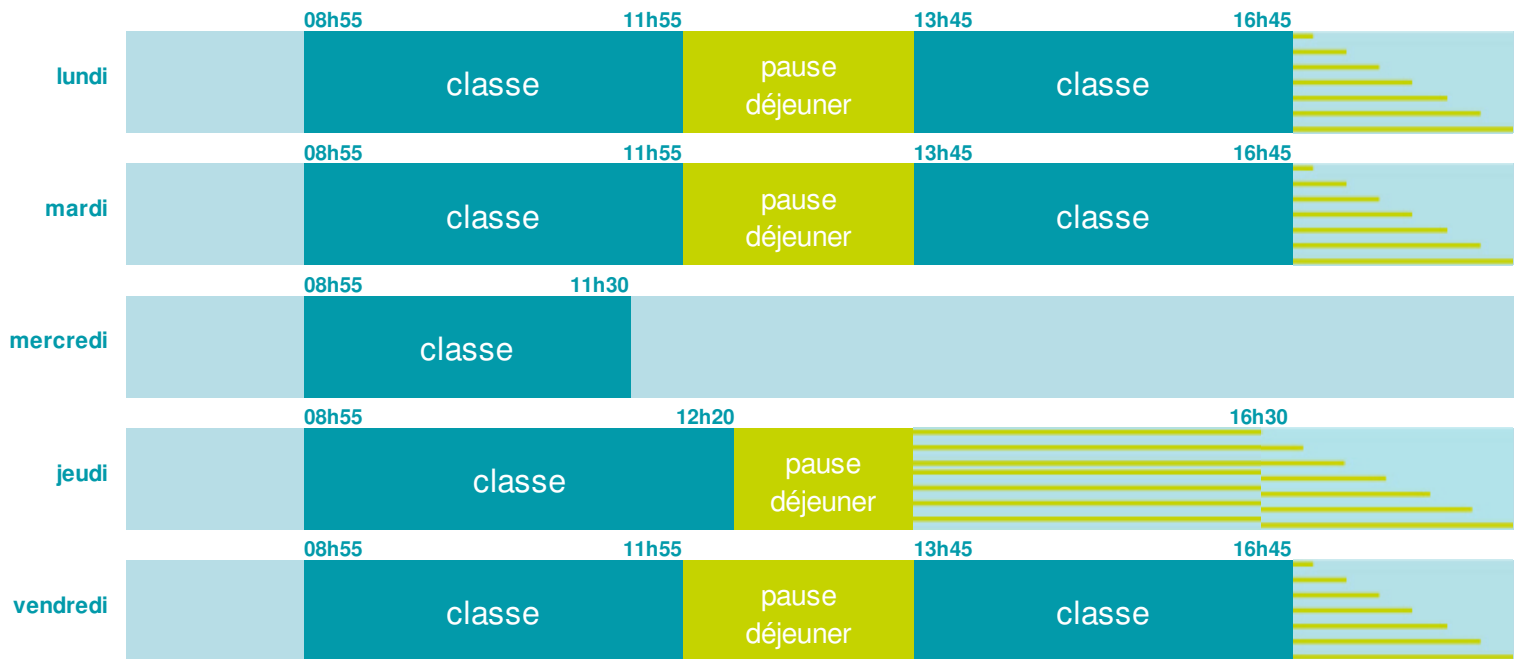 08h55 11h55 13h45 16h45
lundi classe pause déjeuner classe
08h55 11h55 13h45 16h45
mardi classe pause déjeuner classe
08h55 11h30
mercredi classe
08h55 12h20 16h30
jeudi classe pause déjeuner
08h55 11h55 13h45 16h45
vendredi classe pause déjeuner classe